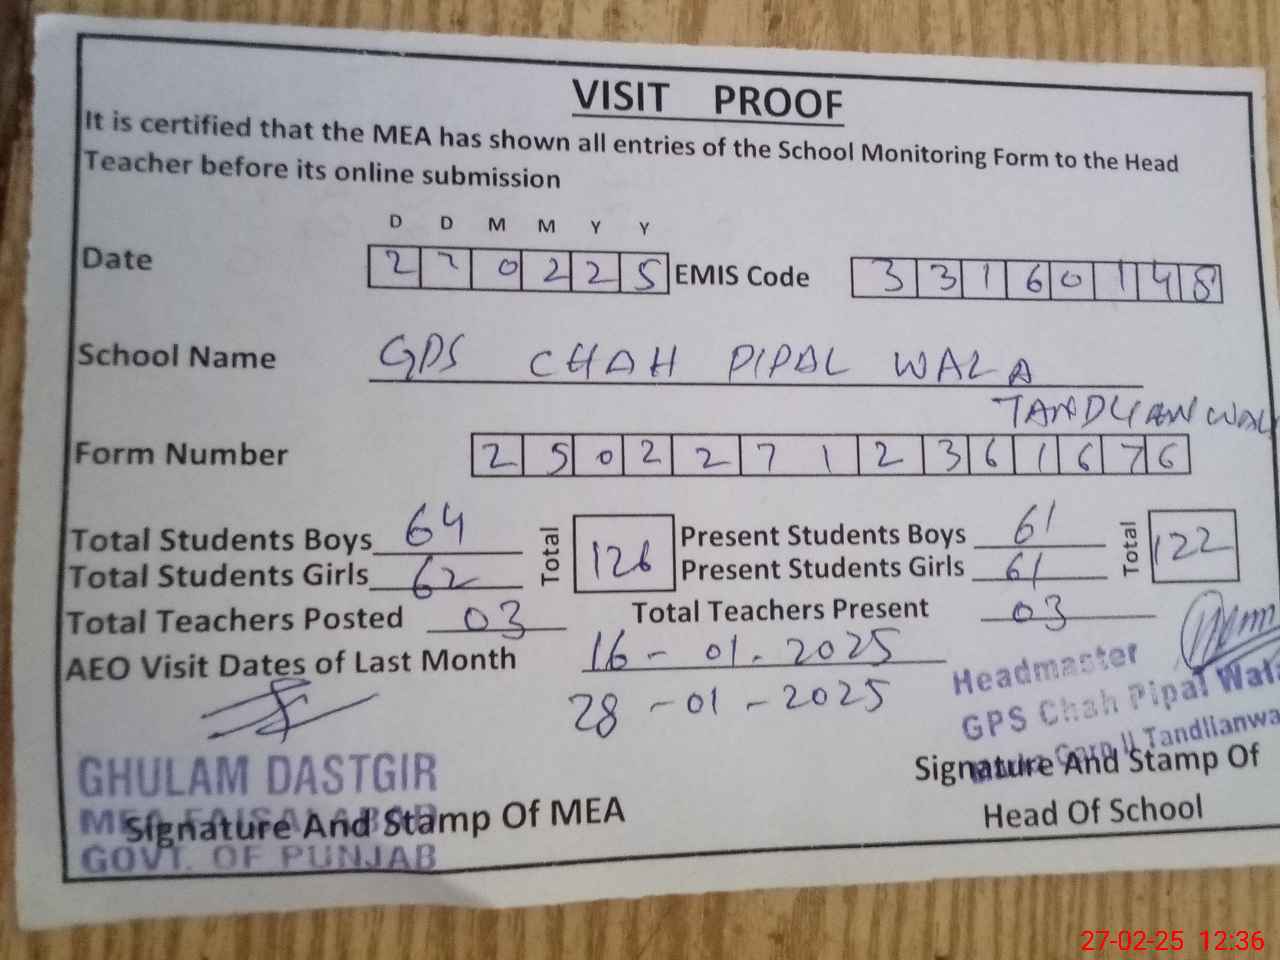 VISIT PROOF
It is certified that the MEA has shown all entries of the School Monitoring Form to the Head
Teacher before its online submission
D D M M Y Y
Date 2 7 0 2 2 5 EMIS Code 3 3 1 6 0 1 4 8
School Name GPS CHAH PIPAL WALA
TANDLIANWALA
Form Number 2 5 0 2 2 7 1 2 3 6 1 6 7 6
Total Students Boys 64 Total 126 Present Students Boys 61 Total 122
Total Students Girls 62 Present Students Girls 61
Total Teachers Posted 03 Total Teachers Present 03
AEO Visit Dates of Last Month 16-01.2025
28-01-2025
Headmaster
GPS Chah Pipal Wala
Corp II Tandlianwa
GHULAM DASTGIR
MEA FAISALABAD
GOVT. OF PUNJAB
Signature And Stamp Of MEA
Signature And Stamp Of
Head Of School
27-02-25 12:36